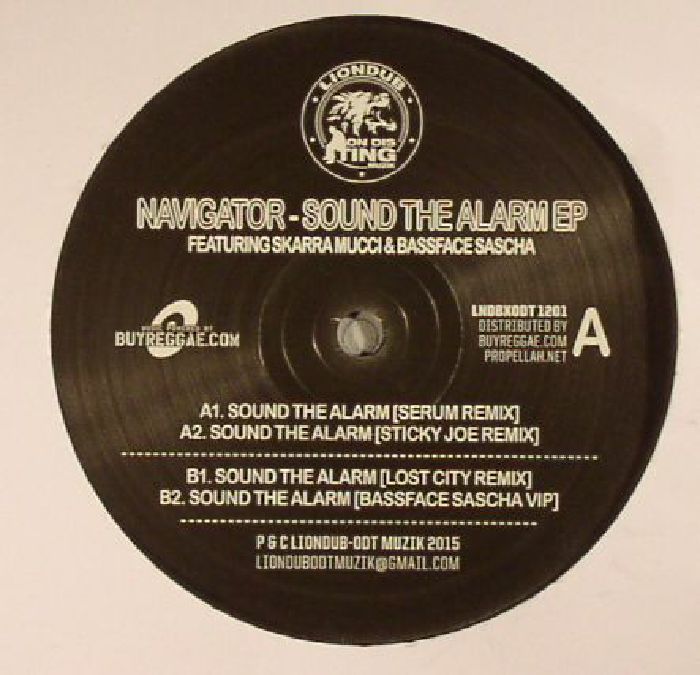 LIONDUB
ON DIS
TING
MUZIK
NAVIGATOR - SOUND THE ALARM EP
FEATURING SKARRA MUCCI & BASSFACE SASCHA
BUYREGGAE.COM
LNDBXODT1201
DISTRIBUTED BY
BUYREGGAE.COM
PROPELLAH.NET
A
A1. SOUND THE ALARM [SERUM REMIX]
A2. SOUND THE ALARM [STICKY JOE REMIX]
B1. SOUND THE ALARM [LOST CITY REMIX]
B2. SOUND THE ALARM [BASSFACE SASCHA VIP]
P & C LIONDUB-ODT MUZIK 2015
LIONDUBODTMUZIK@GMAIL.COM